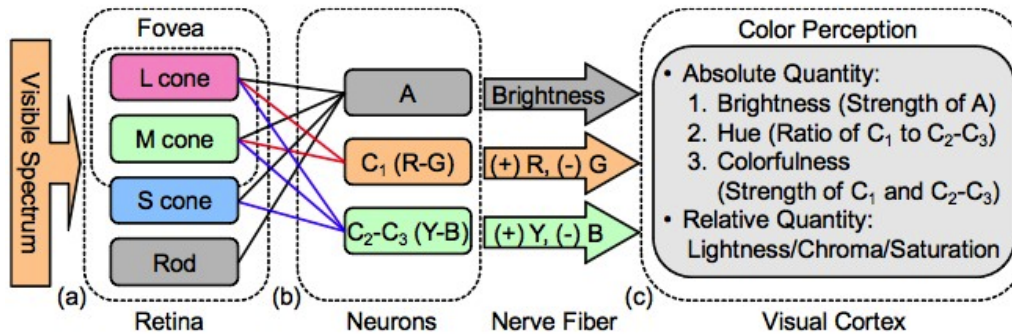 Visible Spectrum
(a)
Fovea
L cone
M cone
S cone
Rod
Retina
(b)
A
C₁ (R-G)
C₂-C₃ (Y-B)
Neurons
Brightness
(+) R, (-) G
(+) Y, (-) B
Nerve Fiber
(c)
Color Perception
• Absolute Quantity:
1. Brightness (Strength of A)
2. Hue (Ratio of C₁ to C₂-C₃)
3. Colorfulness
(Strength of C₁ and C₂-C₃)
• Relative Quantity:
Lightness/Chroma/Saturation
Visual Cortex